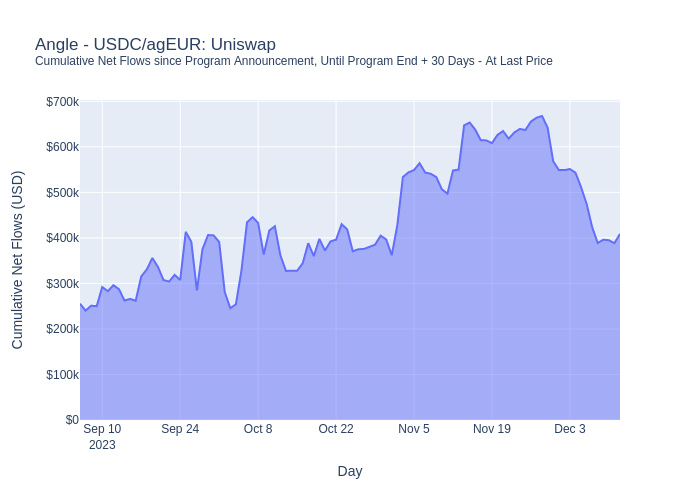 Angle - USDC/agEUR: Uniswap
Cumulative Net Flows since Program Announcement, Until Program End + 30 Days - At Last Price
$700k
$600k
$500k
$400k
$300k
$200k
$100k
$0
Cumulative Net Flows (USD)
Sep 10 Sep 24 Oct 8 Oct 22 Nov 5 Nov 19 Dec 3
2023
Day